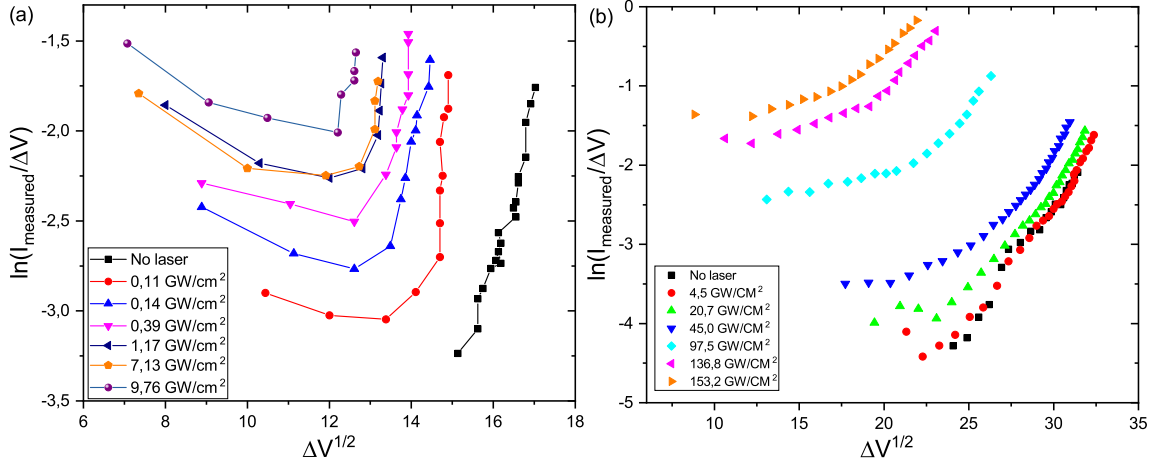 (a)
-1,5
-2,0
-2,5
-3,0
-3,5
ln(I_measured/ΔV)
6 8 10 12 14 16 18
ΔV^1/2
No laser
0,11 GW/cm²
0,14 GW/cm²
0,39 GW/cm²
1,17 GW/cm²
7,13 GW/cm²
9,76 GW/cm²
(b)
0
-1
-2
-3
-4
-5
ln(I_measured/ΔV)
10 15 20 25 30 35
ΔV^1/2
No laser
4,5 GW/CM²
20,7 GW/CM²
45,0 GW/CM²
97,5 GW/CM²
136,8 GW/CM²
153,2 GW/CM²